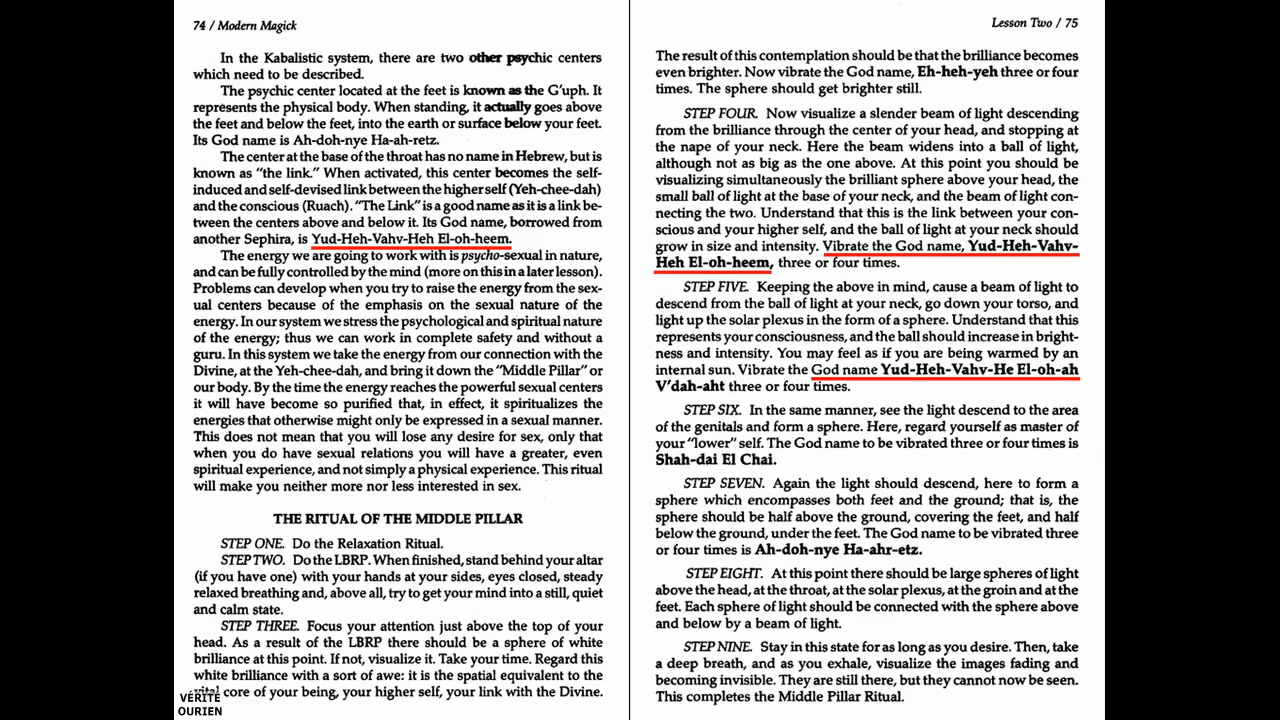 74 / Modern Magick
In the Kabalistic system, there are two other psychic centers
which need to be described.
The psychic center located at the feet is known as the G'uph. It
represents the physical body. When standing, it actually goes above
the feet and below the feet, into the earth or surface below your feet.
Its God name is Ah-doh-nye Ha-ah-retz.
The center at the base of the throat has no name in Hebrew, but is
known as "the link." When activated, this center becomes the self-
induced and self-devised link between the higher self (Yeh-chee-dah)
and the conscious (Ruach). "The Link" is a good name as it is a link be-
tween the centers above and below it. Its God name, borrowed from
another Sephira, is Yud-Heh-Vahv-Heh El-oh-heem.
The energy we are going to work with is psycho-sexual in nature,
and can be fully controlled by the mind (more on this in a later lesson).
Problems can develop when you try to raise the energy from the sex-
ual centers because of the emphasis on the sexual nature of the
energy. In our system we stress the psychological and spiritual nature
of the energy; thus we can work in complete safety and without a
guru. In this system we take the energy from our connection with the
Divine, at the Yeh-chee-dah, and bring it down the "Middle Pillar" or
our body. By the time the energy reaches the powerful sexual centers
it will have become so purified that, in effect, it spiritualizes the
energies that otherwise might only be expressed in a sexual manner.
This does not mean that you will lose any desire for sex, only that
when you do have sexual relations you will have a greater, even
spiritual experience, and not simply a physical experience. This ritual
will make you neither more nor less interested in sex.
THE RITUAL OF THE MIDDLE PILLAR
STEP ONE. Do the Relaxation Ritual.
STEP TWO. Do the LBRP. When finished, stand behind your altar
(if you have one) with your hands at your sides, eyes closed, steady
relaxed breathing and, above all, try to get your mind into a still, quiet
and calm state.
STEP THREE. Focus your attention just above the top of your
head. As a result of the LBRP there should be a sphere of white
brilliance at this point. If not, visualize it. Take your time. Regard this
white brilliance with a sort of awe: it is the spatial equivalent to the
vital core of your being, your higher self, your link with the Divine.
VÉRITÉ
OURIEN
Lesson Two / 75
The result of this contemplation should be that the brilliance becomes
even brighter. Now vibrate the God name, Eh-heh-yeh three or four
times. The sphere should get brighter still.
STEP FOUR. Now visualize a slender beam of light descending
from the brilliance through the center of your head, and stopping at
the nape of your neck. Here the beam widens into a ball of light,
although not as big as the one above. At this point you should be
visualizing simultaneously the brilliant sphere above your head, the
small ball of light at the base of your neck, and the beam of light con-
necting the two. Understand that this is the link between your con-
scious and your higher self, and the ball of light at your neck should
grow in size and intensity. Vibrate the God name, Yud-Heh-Vahv-
Heh El-oh-heem, three or four times.
STEP FIVE. Keeping the above in mind, cause a beam of light to
descend from the ball of light at your neck, go down your torso, and
light up the solar plexus in the form of a sphere. Understand that this
represents your consciousness, and the ball should increase in bright-
ness and intensity. You may feel as if you are being warmed by an
internal sun. Vibrate the God name Yud-Heh-Vahv-He El-oh-ah
V'dah-aht three or four times.
STEP SIX. In the same manner, see the light descend to the area
of the genitals and form a sphere. Here, regard yourself as master of
your "lower" self. The God name to be vibrated three or four times is
Shah-dai El Chai.
STEP SEVEN. Again the light should descend, here to form a
sphere which encompasses both feet and the ground; that is, the
sphere should be half above the ground, covering the feet, and half
below the ground, under the feet. The God name to be vibrated three
or four times is Ah-doh-nye Ha-ahr-etz.
STEP EIGHT. At this point there should be large spheres of light
above the head, at the throat, at the solar plexus, at the groin and at the
feet. Each sphere of light should be connected with the sphere above
and below by a beam of light.
STEP NINE. Stay in this state for as long as you desire. Then, take
a deep breath, and as you exhale, visualize the images fading and
becoming invisible. They are still there, but they cannot now be seen.
This completes the Middle Pillar Ritual.